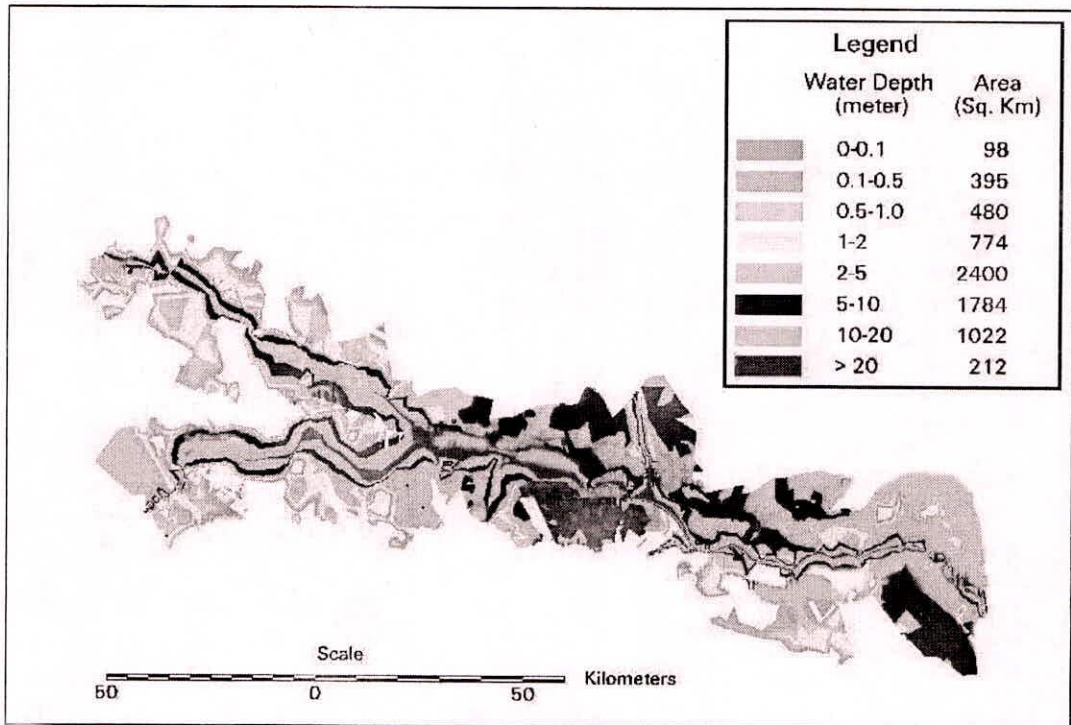 Legend
Water Depth Area
(meter) (Sq. Km)
0-0.1 98
0.1-0.5 395
0.5-1.0 480
1-2 774
2-5 2400
5-10 1784
10-20 1022
> 20 212
Scale
50 0 50 Kilometers